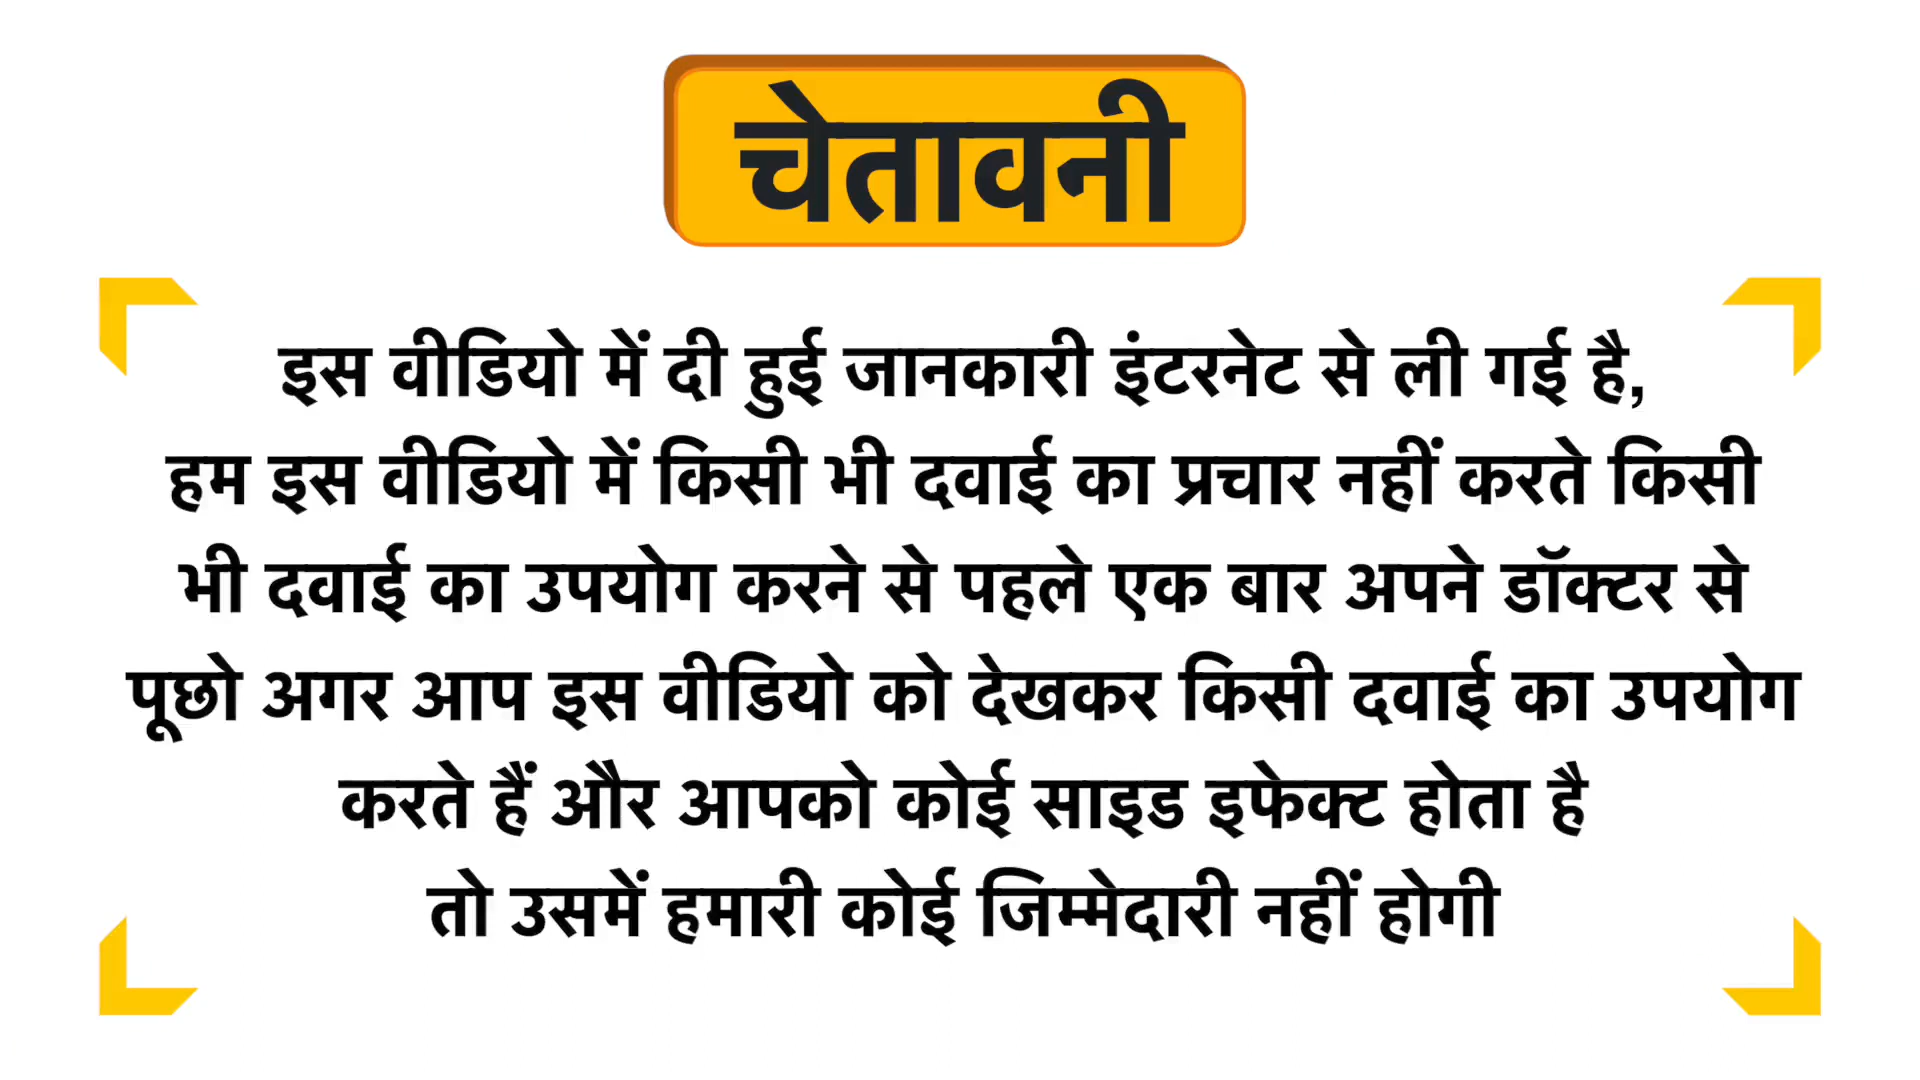 चेतावनी
इस वीडियो में दी हुई जानकारी इंटरनेट से ली गई है,
हम इस वीडियो में किसी भी दवाई का प्रचार नहीं करते किसी
भी दवाई का उपयोग करने से पहले एक बार अपने डॉक्टर से
पूछो अगर आप इस वीडियो को देखकर किसी दवाई का उपयोग
करते हैं और आपको कोई साइड इफेक्ट होता है
तो उसमें हमारी कोई जिम्मेदारी नहीं होगी